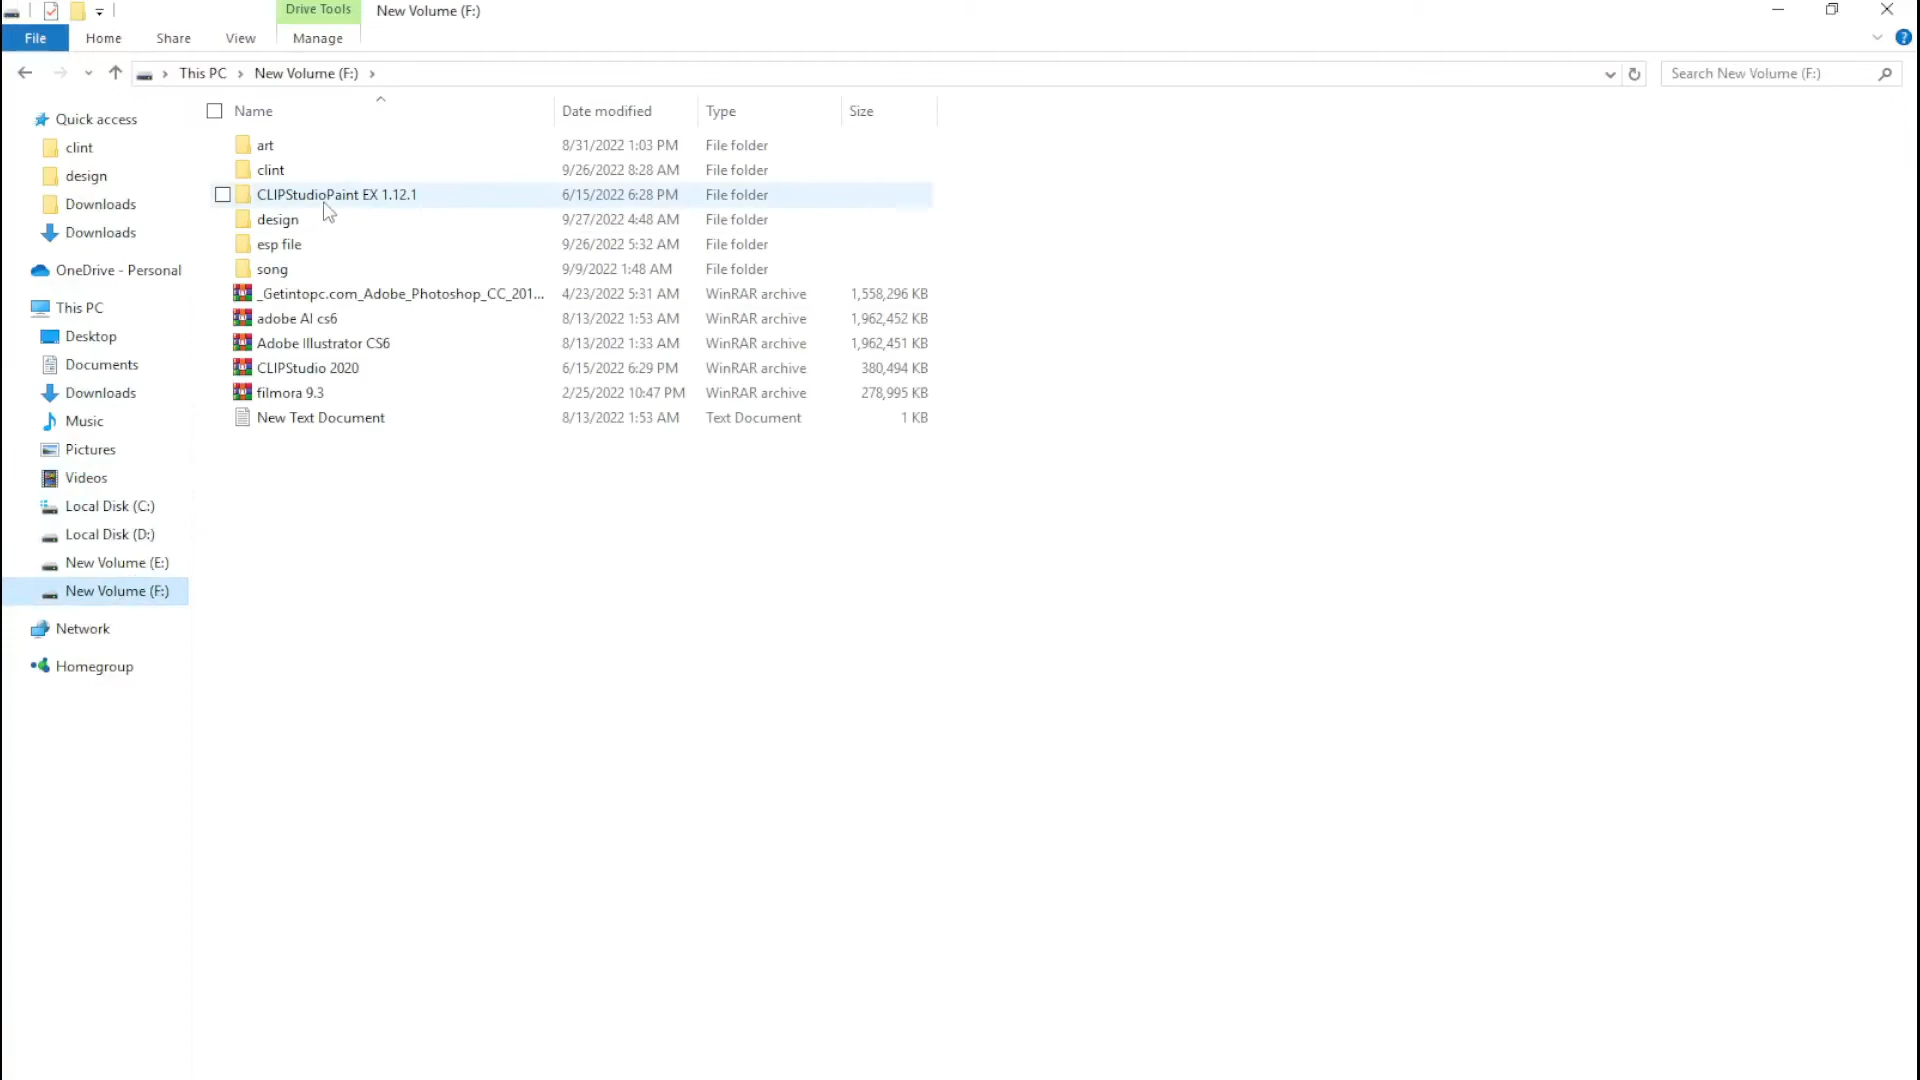 Drive Tools
New Volume (F:)
File
Home
Share
View
Manage
This PC
New Volume (F:)
Search New Volume (F:)
Name
Date modified
Type
Size
Quick access
clint
design
Downloads
Downloads
OneDrive - Personal
This PC
Desktop
Documents
Downloads
Music
Pictures
Videos
Local Disk (C:)
Local Disk (D:)
New Volume (E:)
New Volume (F:)
Network
Homegroup
art 8/31/2022 1:03 PM File folder
clint 9/26/2022 8:28 AM File folder
CLIPStudioPaint EX 1.12.1 6/15/2022 6:28 PM File folder
design 9/27/2022 4:48 AM File folder
esp file 9/26/2022 5:32 AM File folder
song 9/9/2022 1:48 AM File folder
_Getintopc.com_Adobe_Photoshop_CC_201... 4/23/2022 5:31 AM WinRAR archive 1,558,296 KB
adobe AI cs6 8/13/2022 1:53 AM WinRAR archive 1,962,452 KB
Adobe Illustrator CS6 8/13/2022 1:33 AM WinRAR archive 1,962,451 KB
CLIPStudio 2020 6/15/2022 6:29 PM WinRAR archive 380,494 KB
filmora 9.3 2/25/2022 10:47 PM WinRAR archive 278,995 KB
New Text Document 8/13/2022 1:53 AM Text Document 1 KB